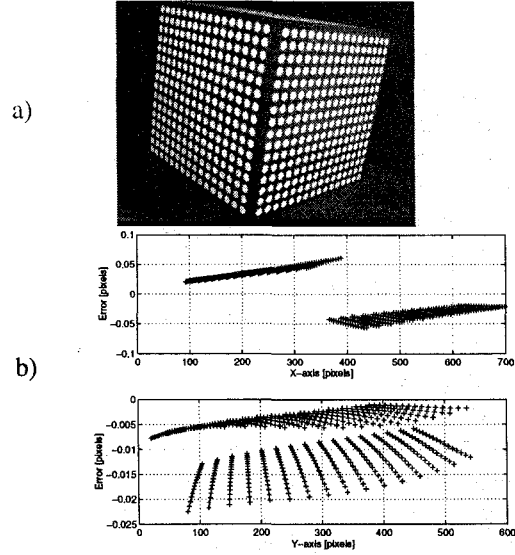 a)
0.1
0.05
0
-0.05
-0.1
Error [pixels]
0 100 200 300 400 500 600 700
X-axis [pixels]
b)
0
-0.005
-0.01
-0.015
-0.02
-0.025
Error [pixels]
0 100 200 300 400 500 600
Y-axis [pixels]